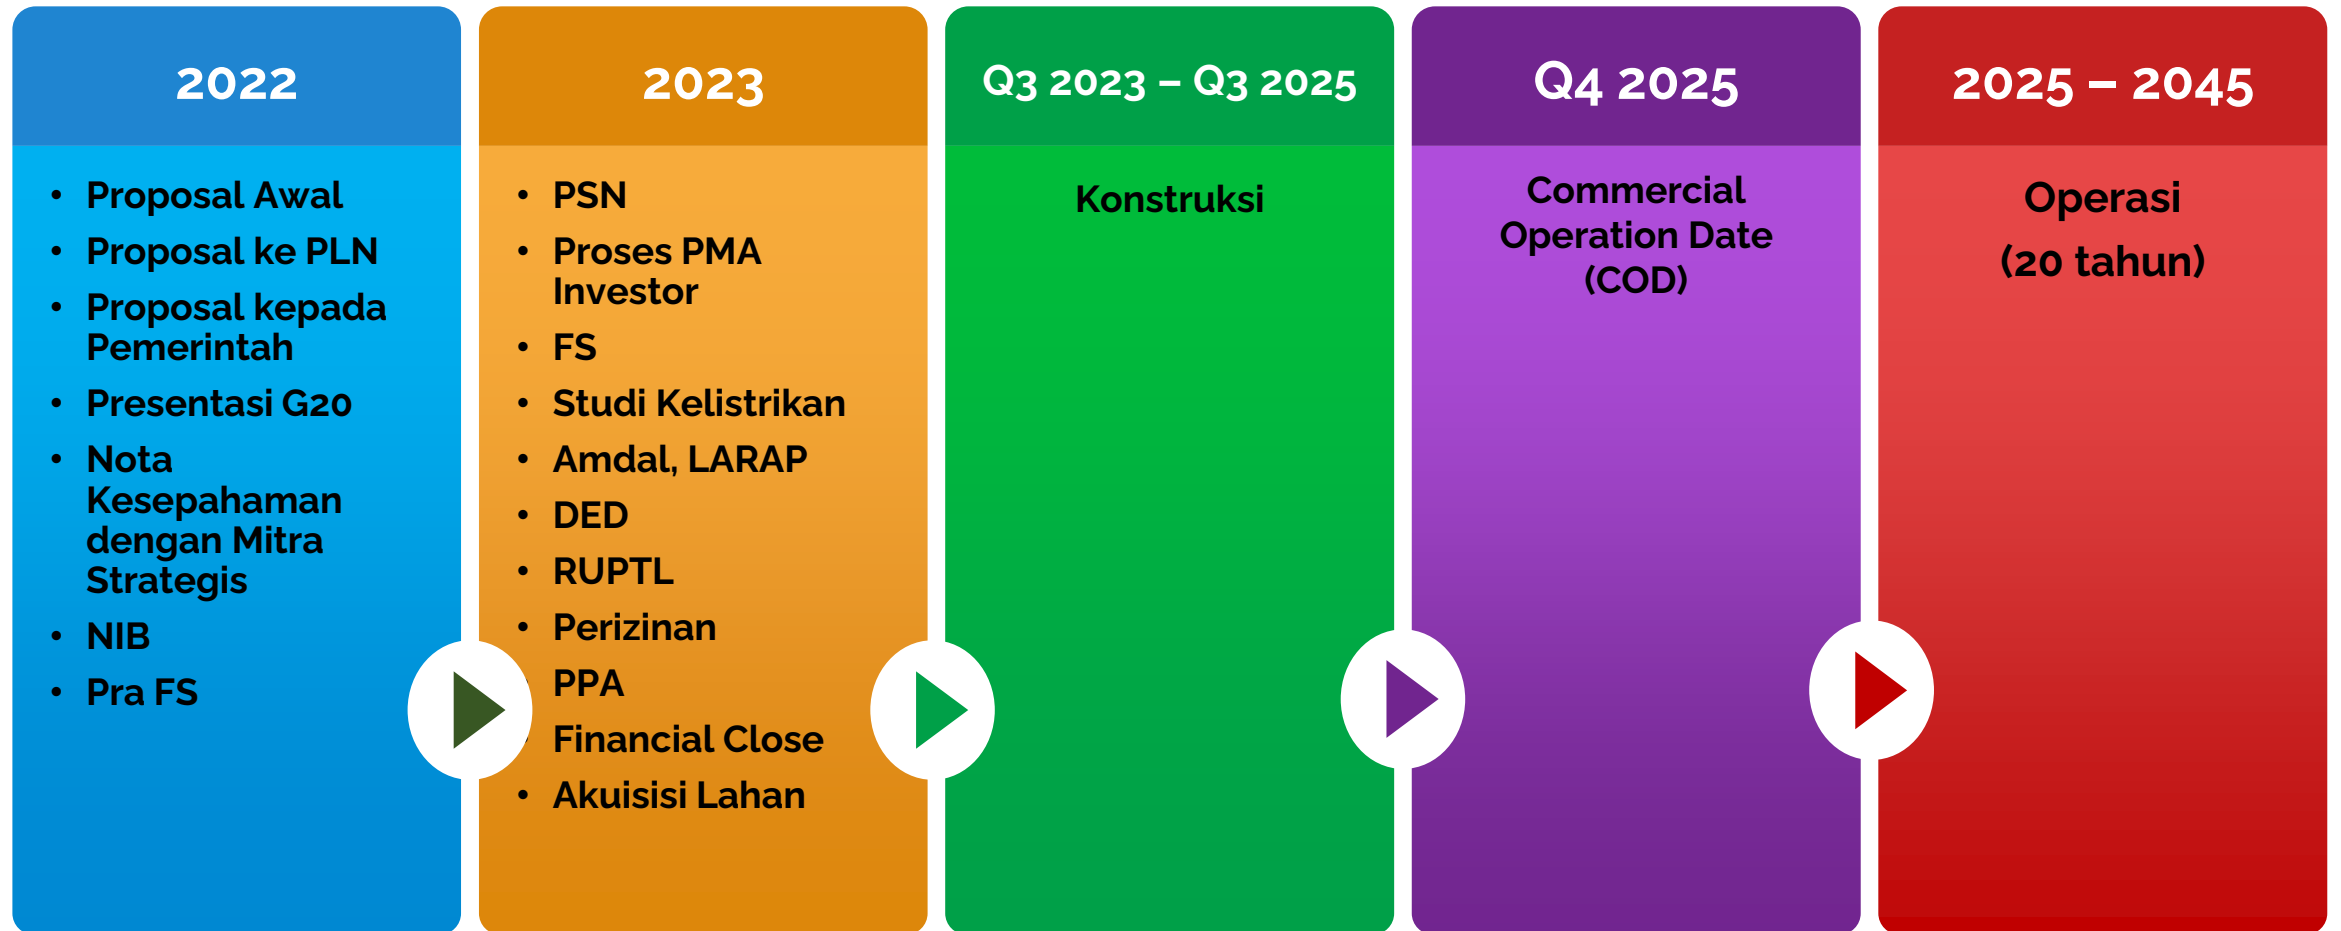 2022
• Proposal Awal
• Proposal ke PLN
• Proposal kepada
Pemerintah
• Presentasi G20
• Nota
Kesepahaman
dengan Mitra
Strategis
• NIB
• Pra FS
2023
• PSN
• Proses PMA
Investor
• FS
• Studi Kelistrikan
• Amdal, LARAP
• DED
• RUPTL
• Perizinan
PPA
Financial Close
• Akuisisi Lahan
Q3 2023 – Q3 2025
Konstruksi
Q4 2025
Commercial
Operation Date
(COD)
2025 – 2045
Operasi
(20 tahun)